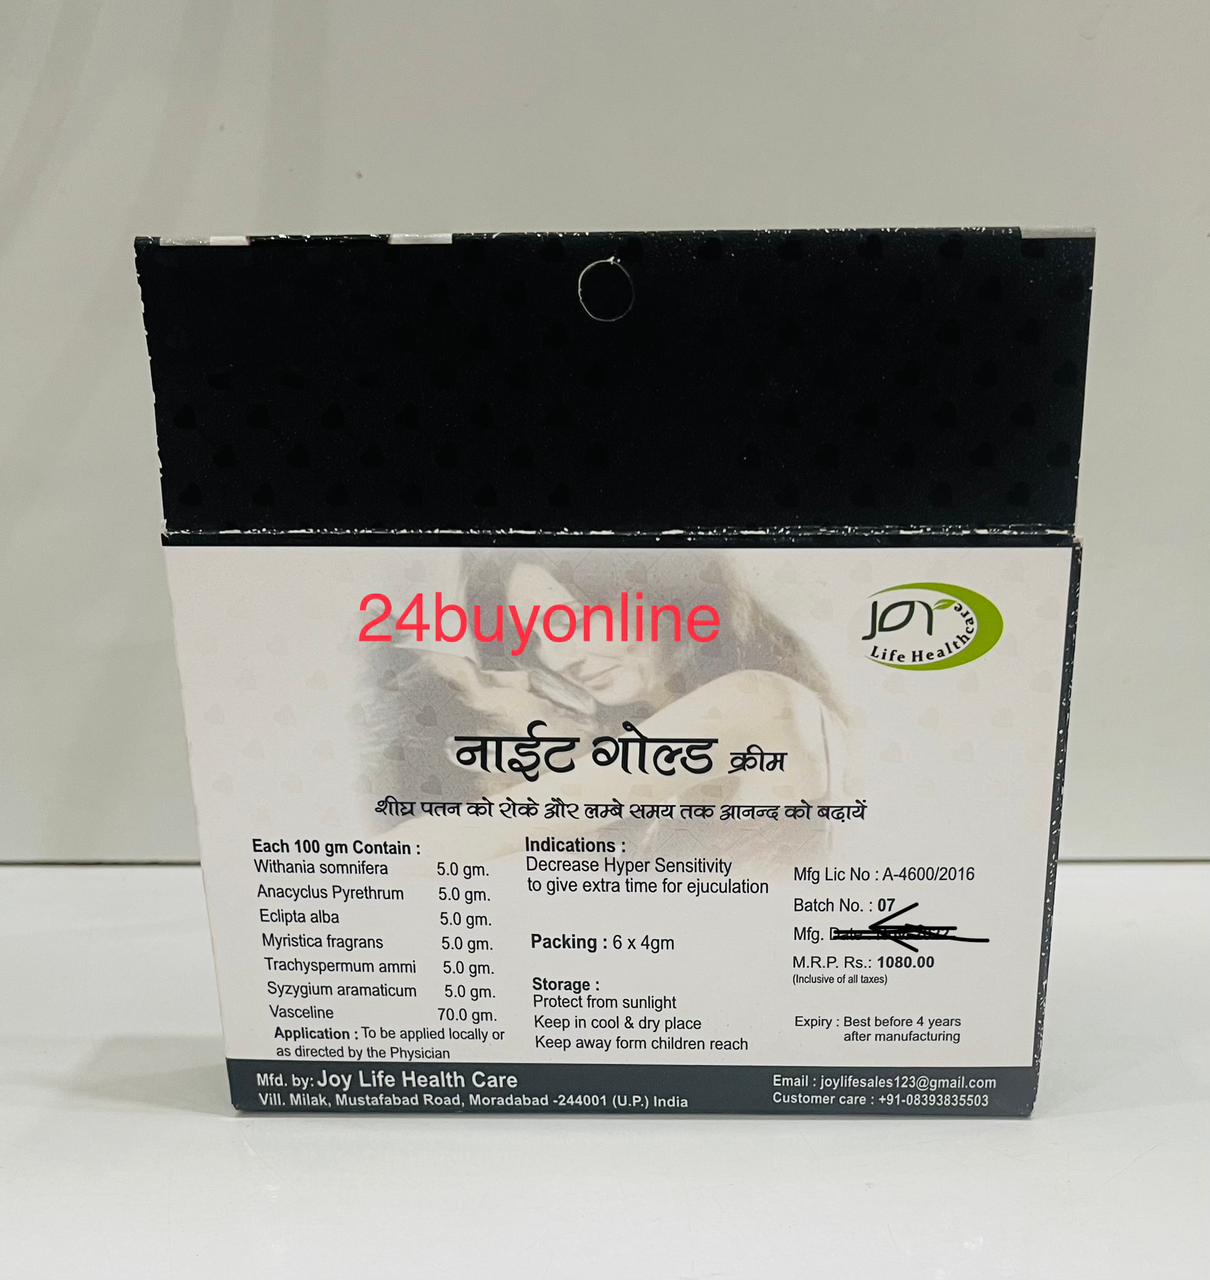 24buyonline
JOY
Life Healthcare
नाईट गोल्ड क्रीम
शीघ्र पतन को रोके और लम्बे समय तक आनन्द को बढ़ायें
Each 100 gm Contain :
Withania somnifera 5.0 gm.
Anacyclus Pyrethrum 5.0 gm.
Eclipta alba 5.0 gm.
Myristica fragrans 5.0 gm.
Trachyspermum ammi 5.0 gm.
Syzygium aramaticum 5.0 gm.
Vasceline 70.0 gm.
Application : To be applied locally or
as directed by the Physician
Indications :
Decrease Hyper Sensitivity
to give extra time for ejuculation
Packing : 6 x 4gm
Storage :
Protect from sunlight
Keep in cool & dry place
Keep away form children reach
Mfg Lic No : A-4600/2016
Batch No. : 07
Mfg.
M.R.P. Rs.: 1080.00
(Inclusive of all taxes)
Expiry : Best before 4 years
after manufacturing
Mfd. by: Joy Life Health Care
Vill. Milak, Mustafabad Road, Moradabad -244001 (U.P.) India
Email : joylifesales123@gmail.com
Customer care : +91-08393835503